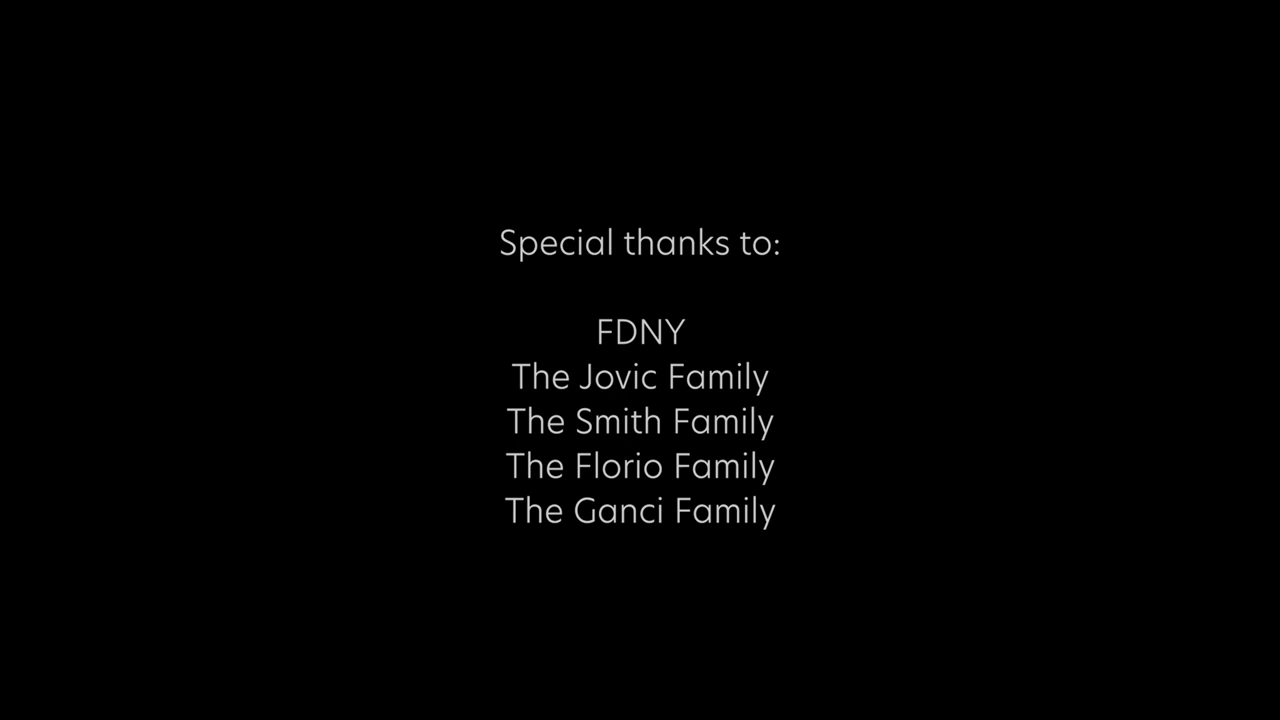 Special thanks to:
FDNY
The Jovic Family
The Smith Family
The Florio Family
The Ganci Family